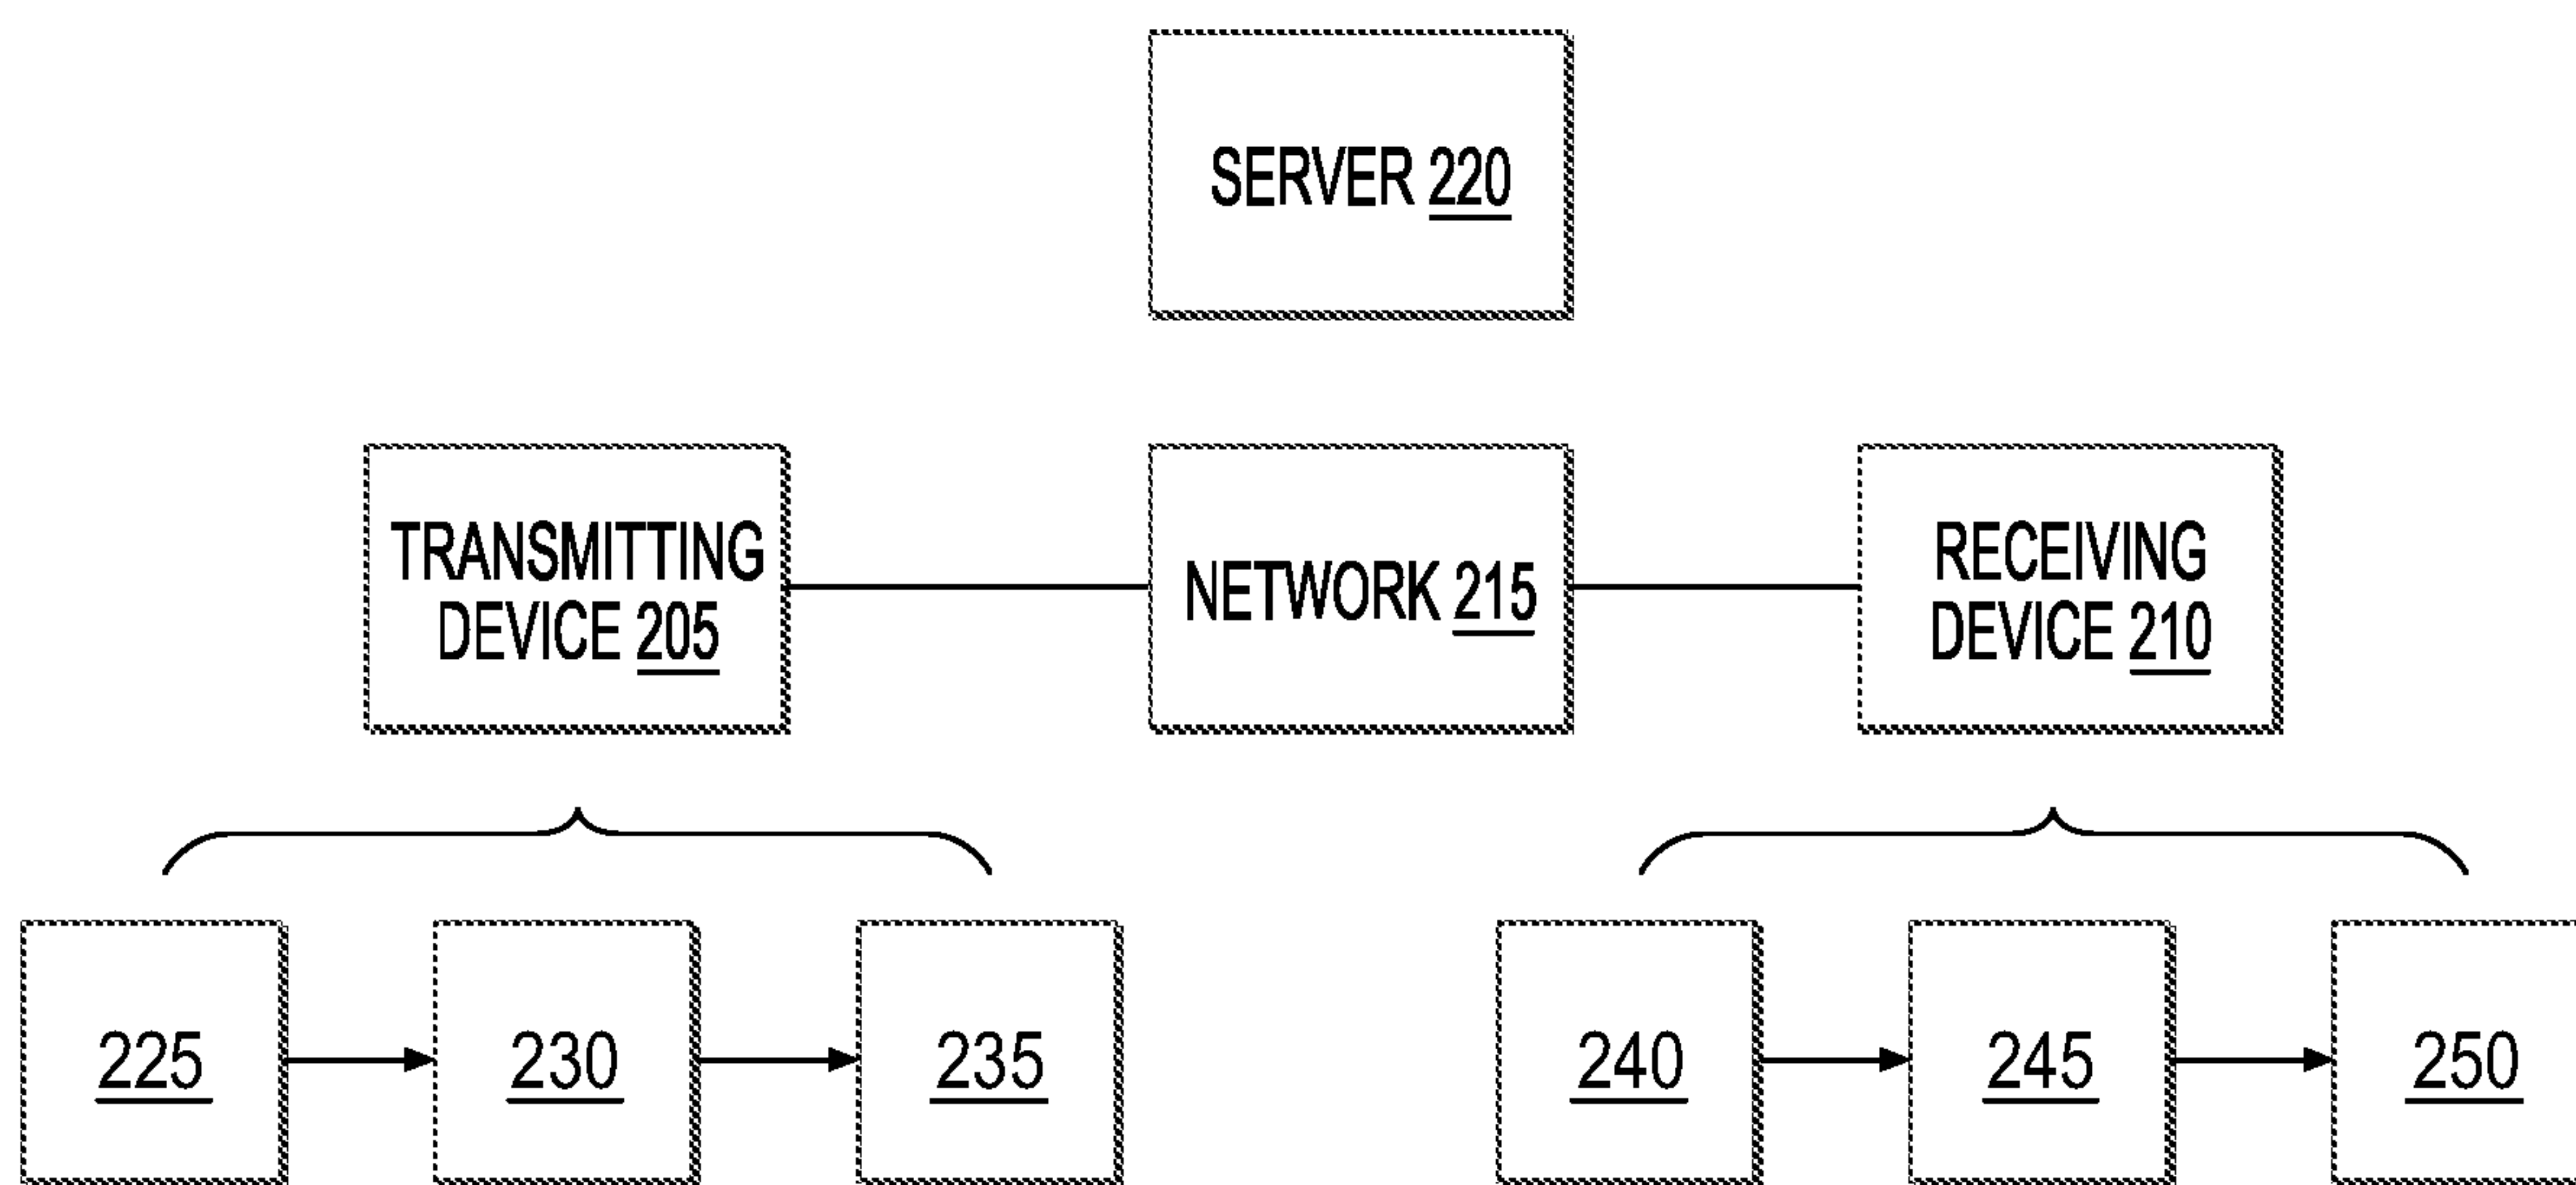 SERVER 220
TRANSMITTING
DEVICE 205
NETWORK 215
RECEIVING
DEVICE 210
225
230
235
240
245
250